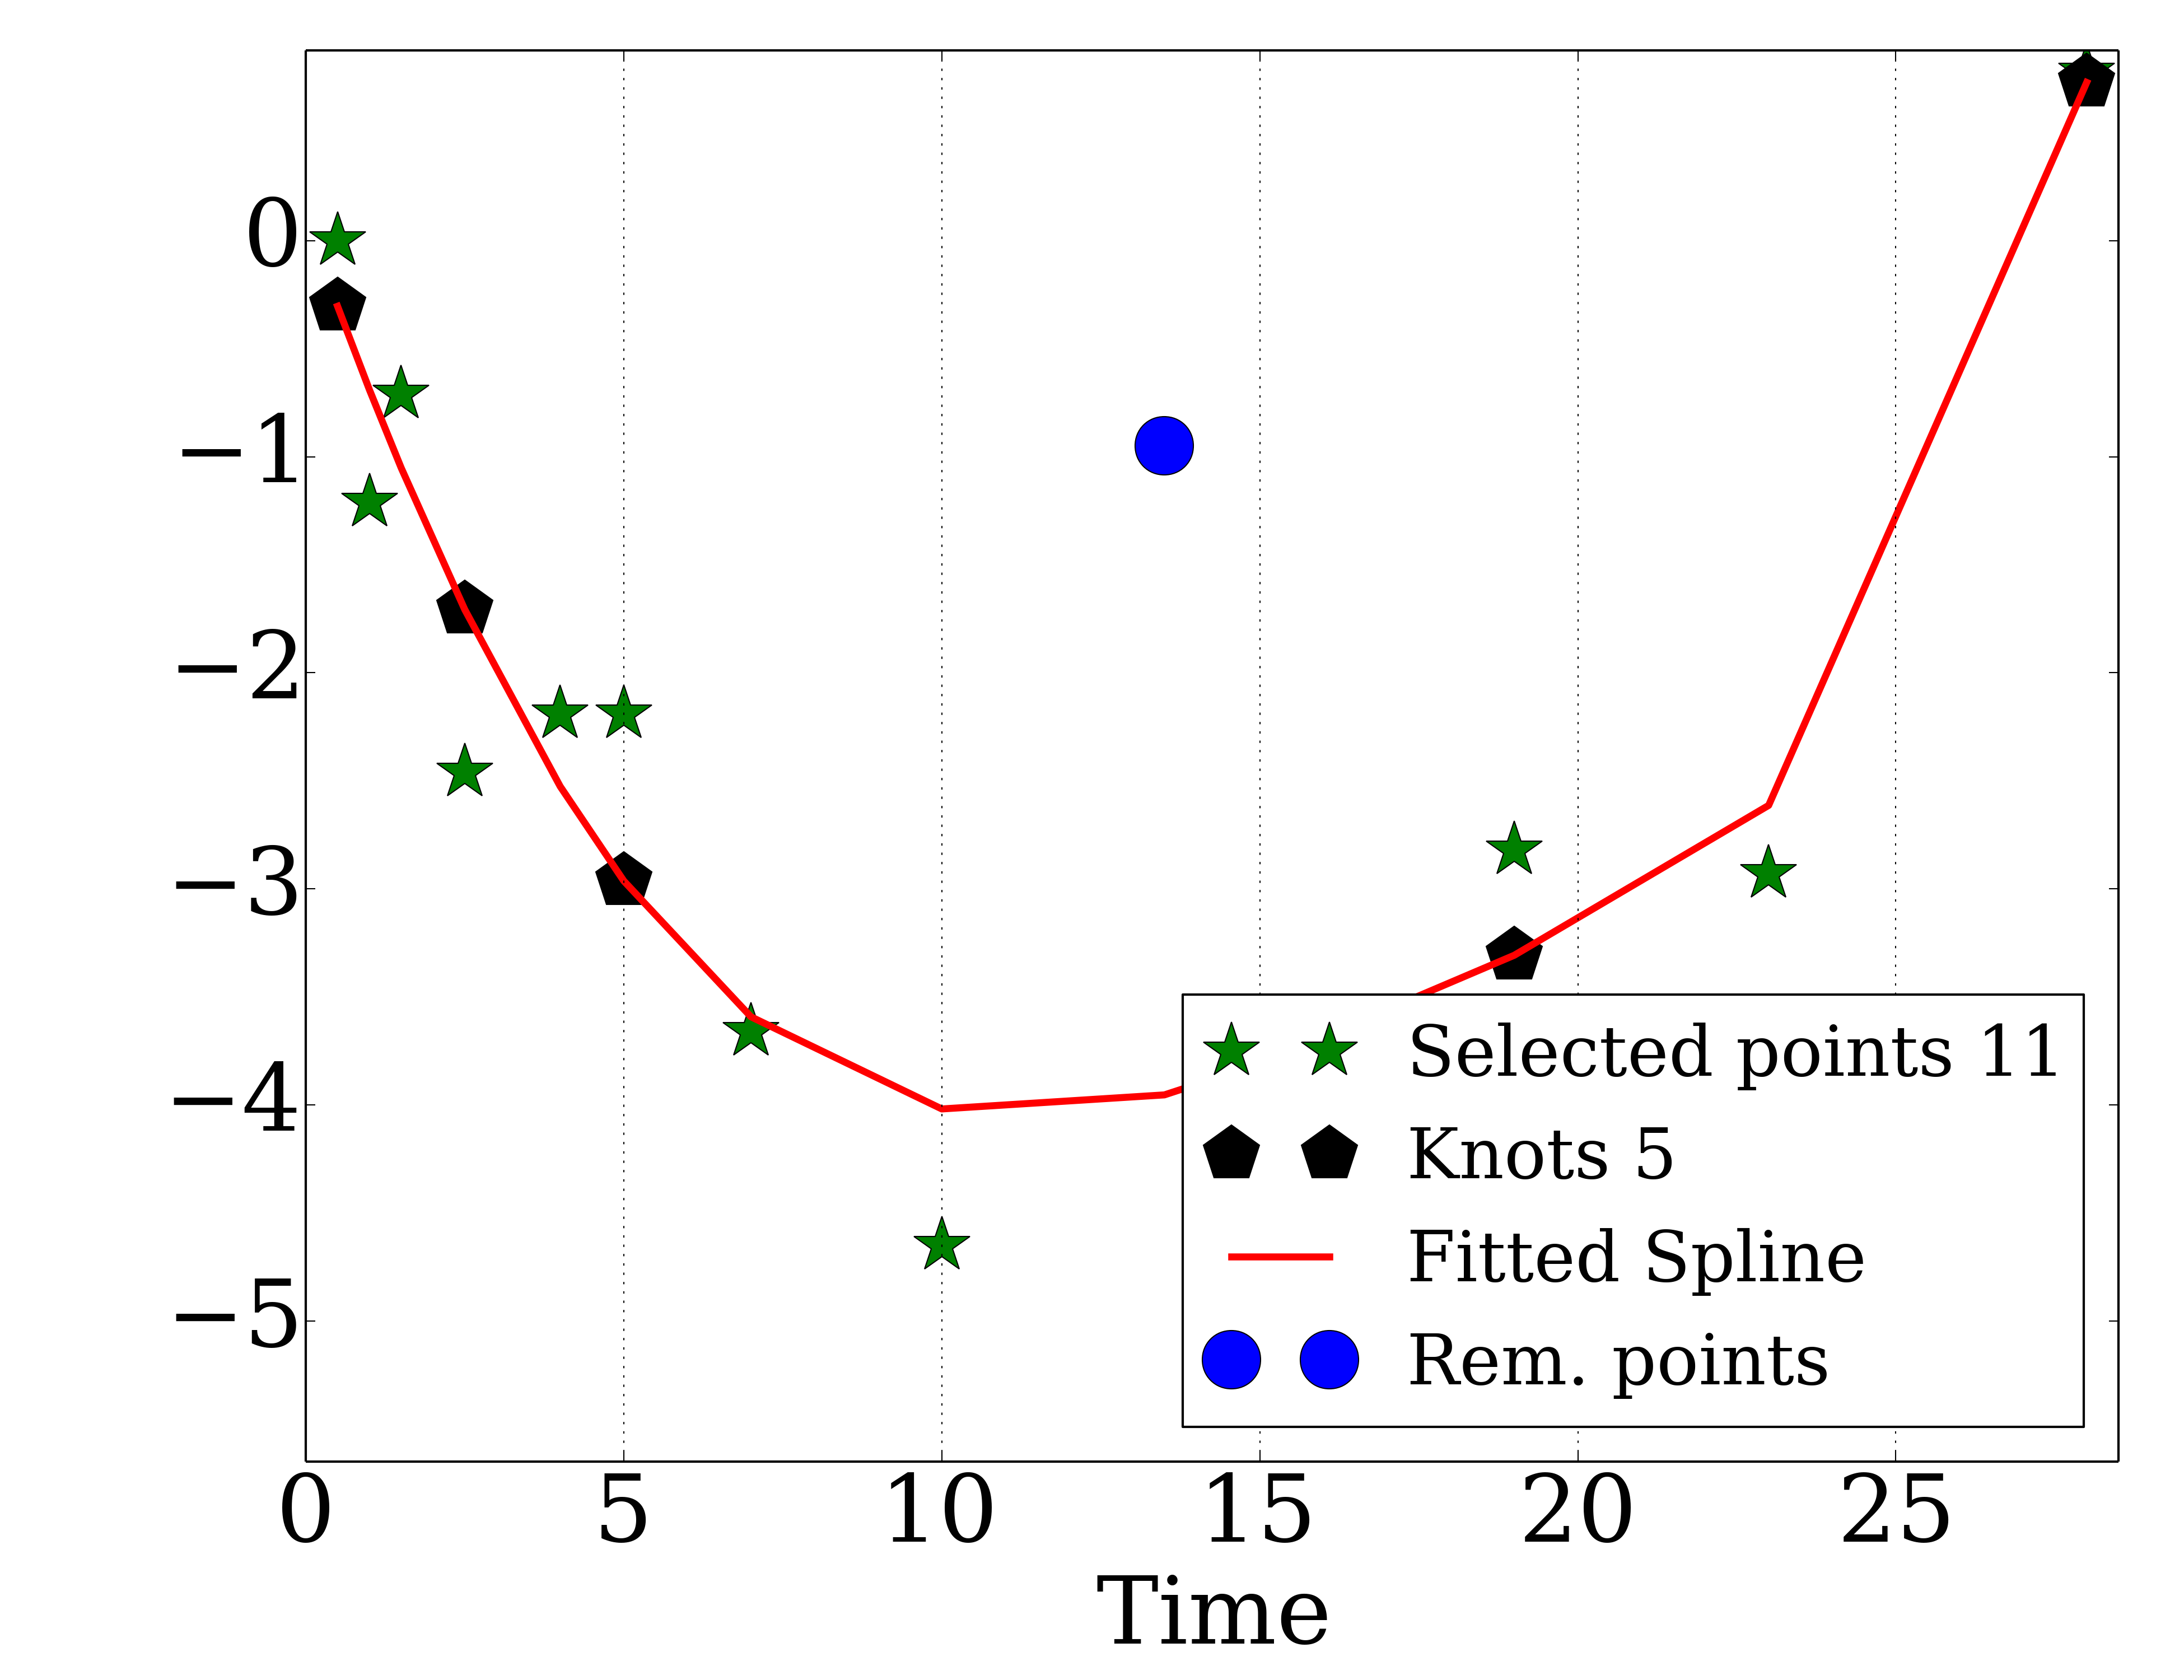 0
−1
−2
−3
−4
−5
Selected points 11
Knots 5
Fitted Spline
Rem. points
0 5 10 15 20 25
Time